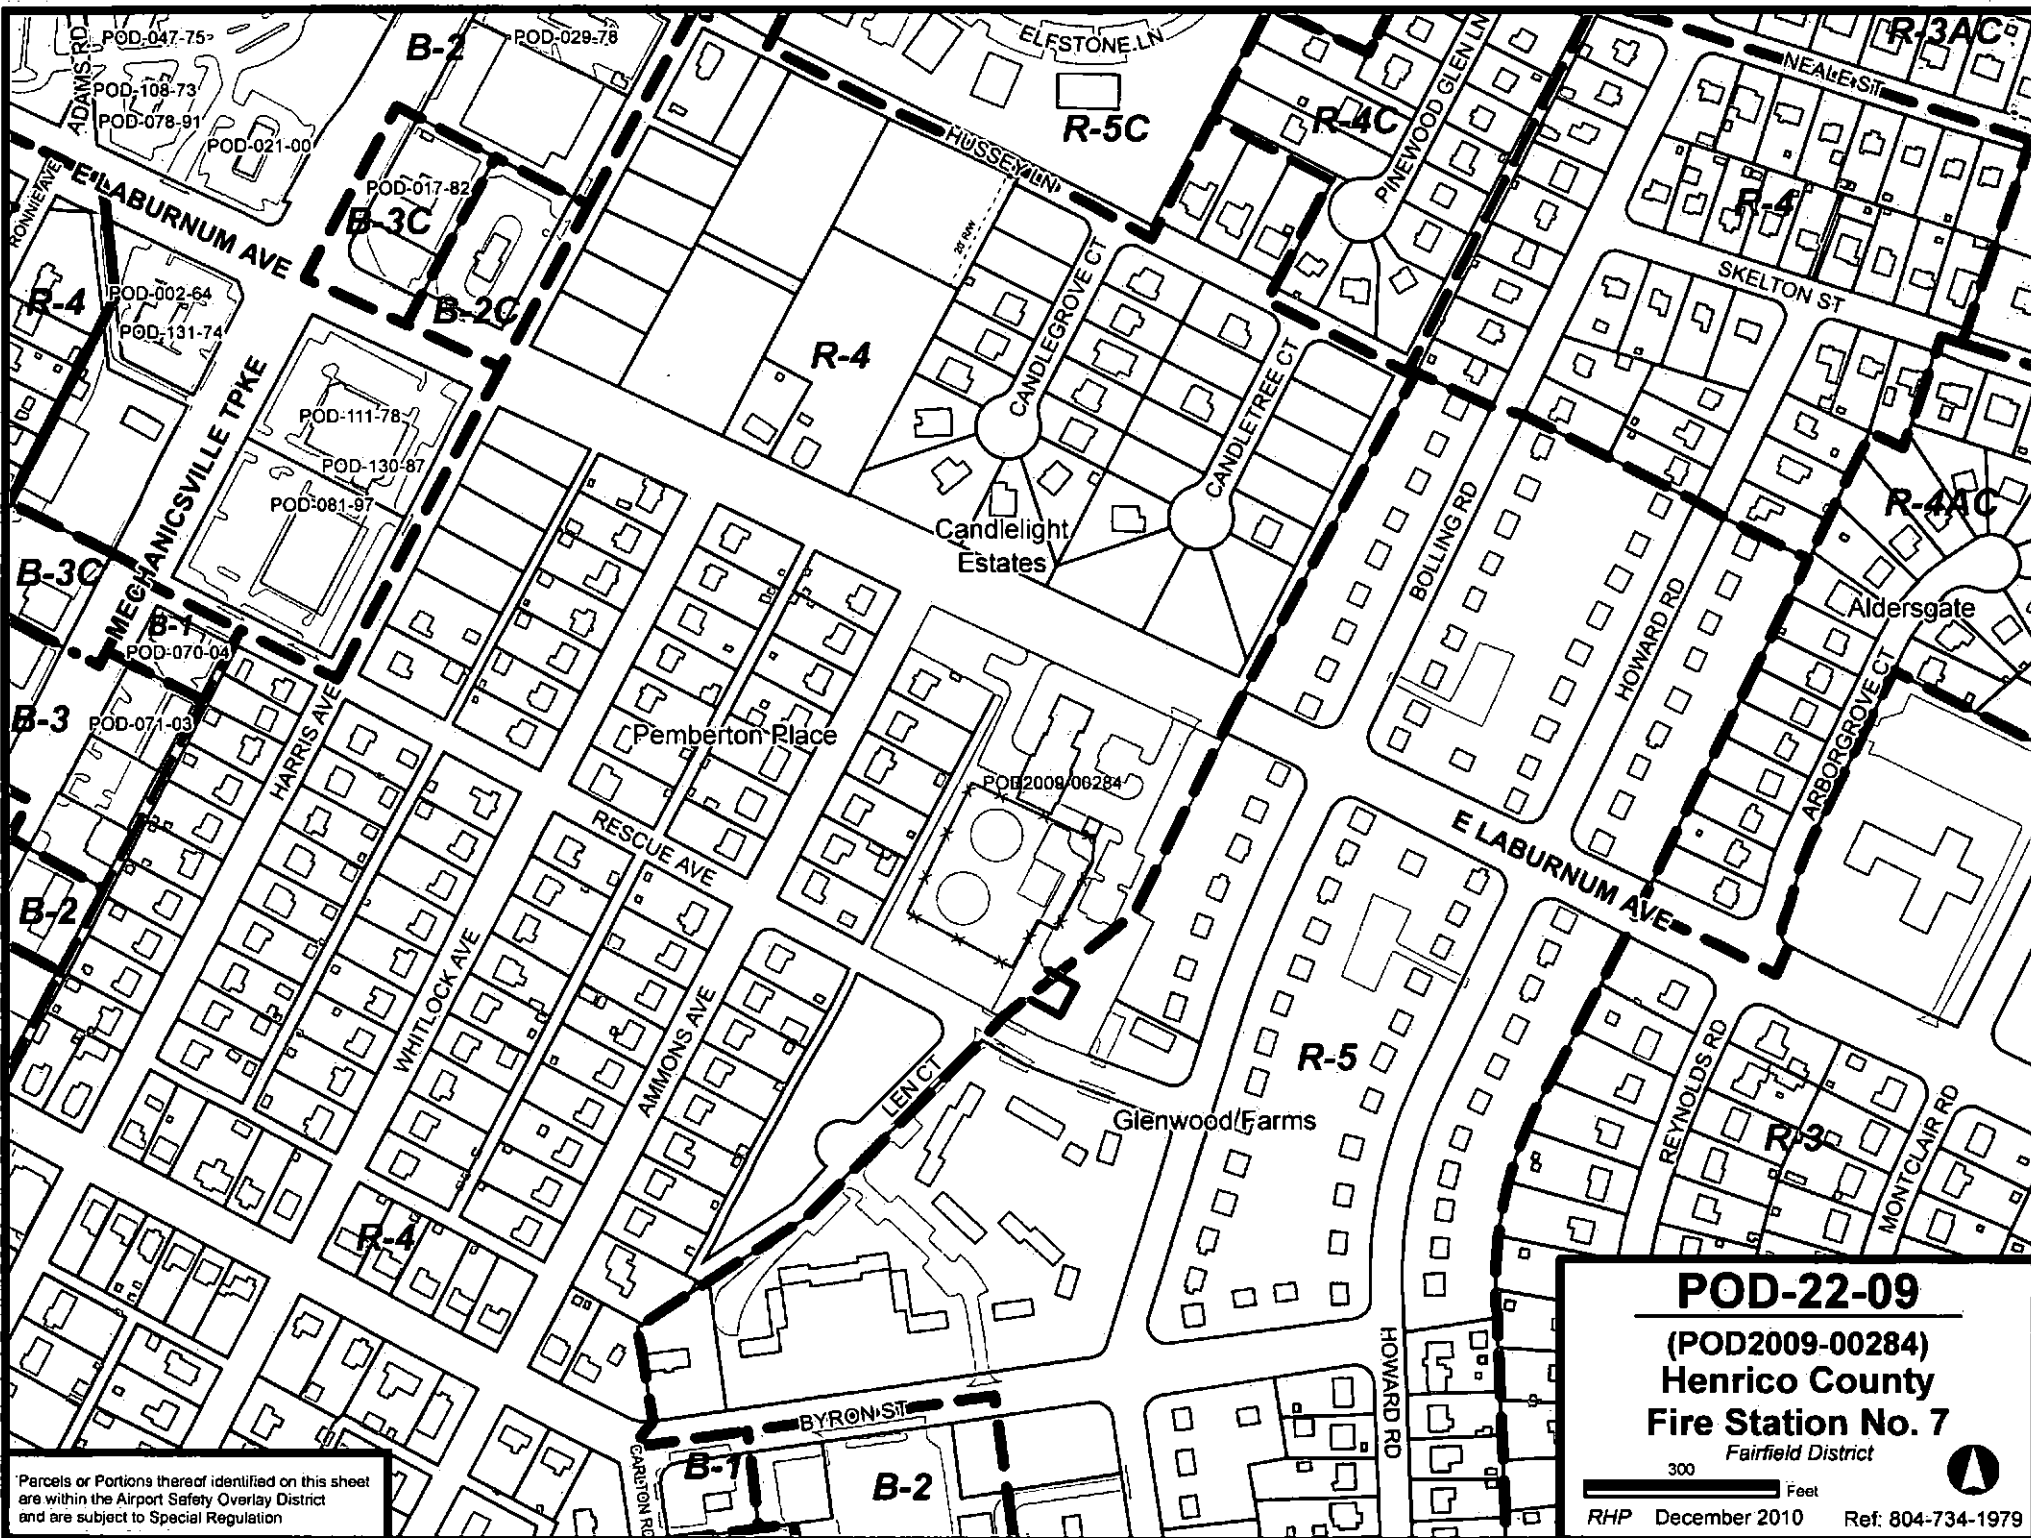 POD-047-75
ADAMS RD
B-2
POD-029-78
ELFSTONE LN
PINEWOOD GLEN LN
R-3AC
NEALE ST
POD-108-73
POD-078-91
POD-021-00
R-5C
R-4C
HUSSEY LN
RONNIE AVE
E LABURNUM AVE
POD-017-82
B-3C
R-4
20' R/W
CANDLEGROVE CT
SKELTON ST
R-4
POD-002-64
POD-131-74
B-2C
R-4
CANDLETREE CT
MECHANICSVILLE TPKE
POD-111-78
POD-130-87
POD-081-97
R-4AC
Candlelight
Estates
BOLLING RD
HOWARD RD
B-3C
B-1
POD-070-04
Aldersgate
ARBORGROVE CT
B-3
POD-071-03
HARRIS AVE
Pemberton Place
POD2009-00284
RESCUE AVE
E LABURNUM AVE
B-2
WHITLOCK AVE
AMMONS AVE
LEN CT
R-5
REYNOLDS RD
Glenwood Farms
R-3
MONTCLAIR RD
R-4
HOWARD RD
BYRON ST
CARLTON RD
B-1
B-2
Parcels or Portions thereof identified on this sheet
are within the Airport Safety Overlay District
and are subject to Special Regulation
POD-22-09
(POD2009-00284)
Henrico County
Fire Station No. 7
Fairfield District
300
Feet
RHP December 2010 Ref: 804-734-1979